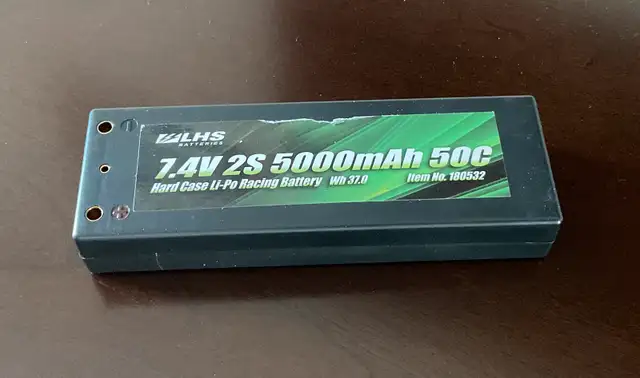 LHS
BATTERIES
7.4V 2S 5000mAh 50C
Hard Case Li-Po Racing Battery Wh 37.0 Item No. 180532